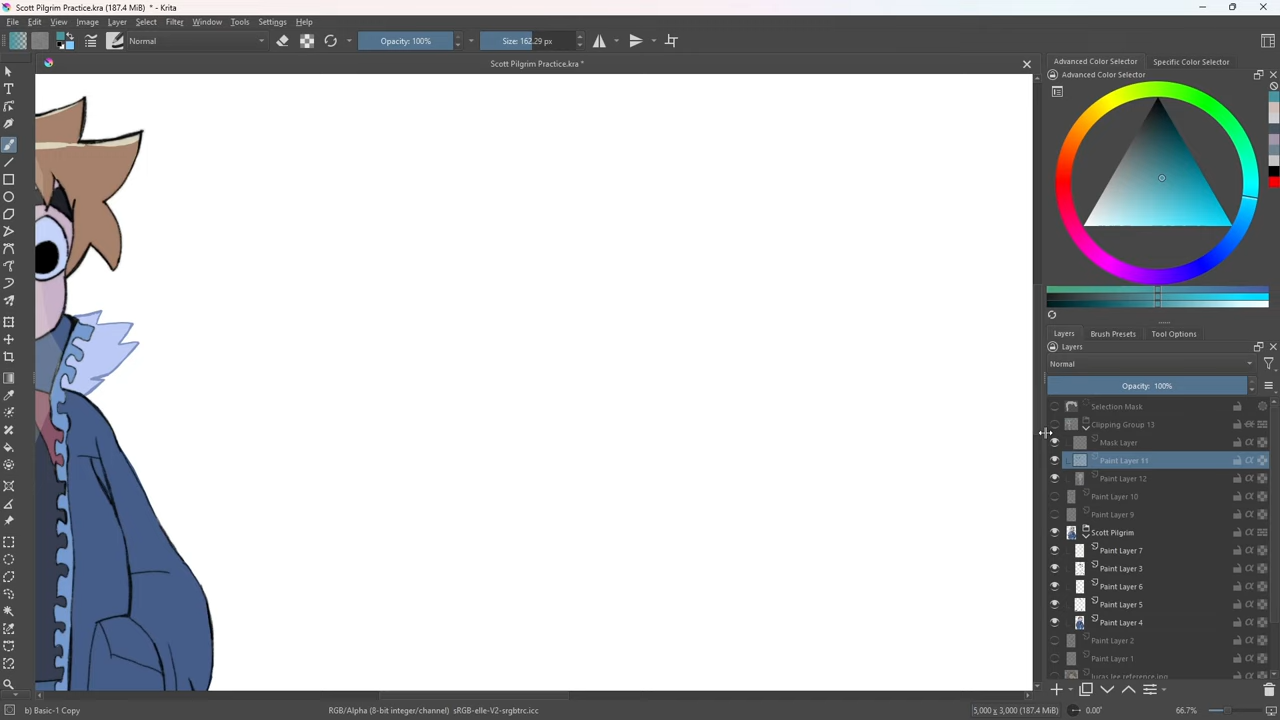 Scott Pilgrim Practice.kra (187.4 MiB) * - Krita
File Edit View Image Layer Select Filter Window Tools Settings Help
Normal
Opacity: 100%
Size: 162.29 px
Scott Pilgrim Practice.kra *
Advanced Color Selector
Specific Color Selector
Advanced Color Selector
Layers
Brush Presets
Tool Options
Layers
Normal
Opacity: 100%
Selection Mask
Clipping Group 13
Mask Layer
Paint Layer 11
Paint Layer 12
Paint Layer 10
Paint Layer 9
Scott Pilgrim
Paint Layer 7
Paint Layer 3
Paint Layer 6
Paint Layer 5
Paint Layer 4
Paint Layer 2
Paint Layer 1
lucas lee reference.jpg
b) Basic-1 Copy
RGB/Alpha (8-bit integer/channel) sRGB-elle-V2-srgbtrc.icc
5,000 x 3,000 (187.4 MiB)
0.00°
66.7%